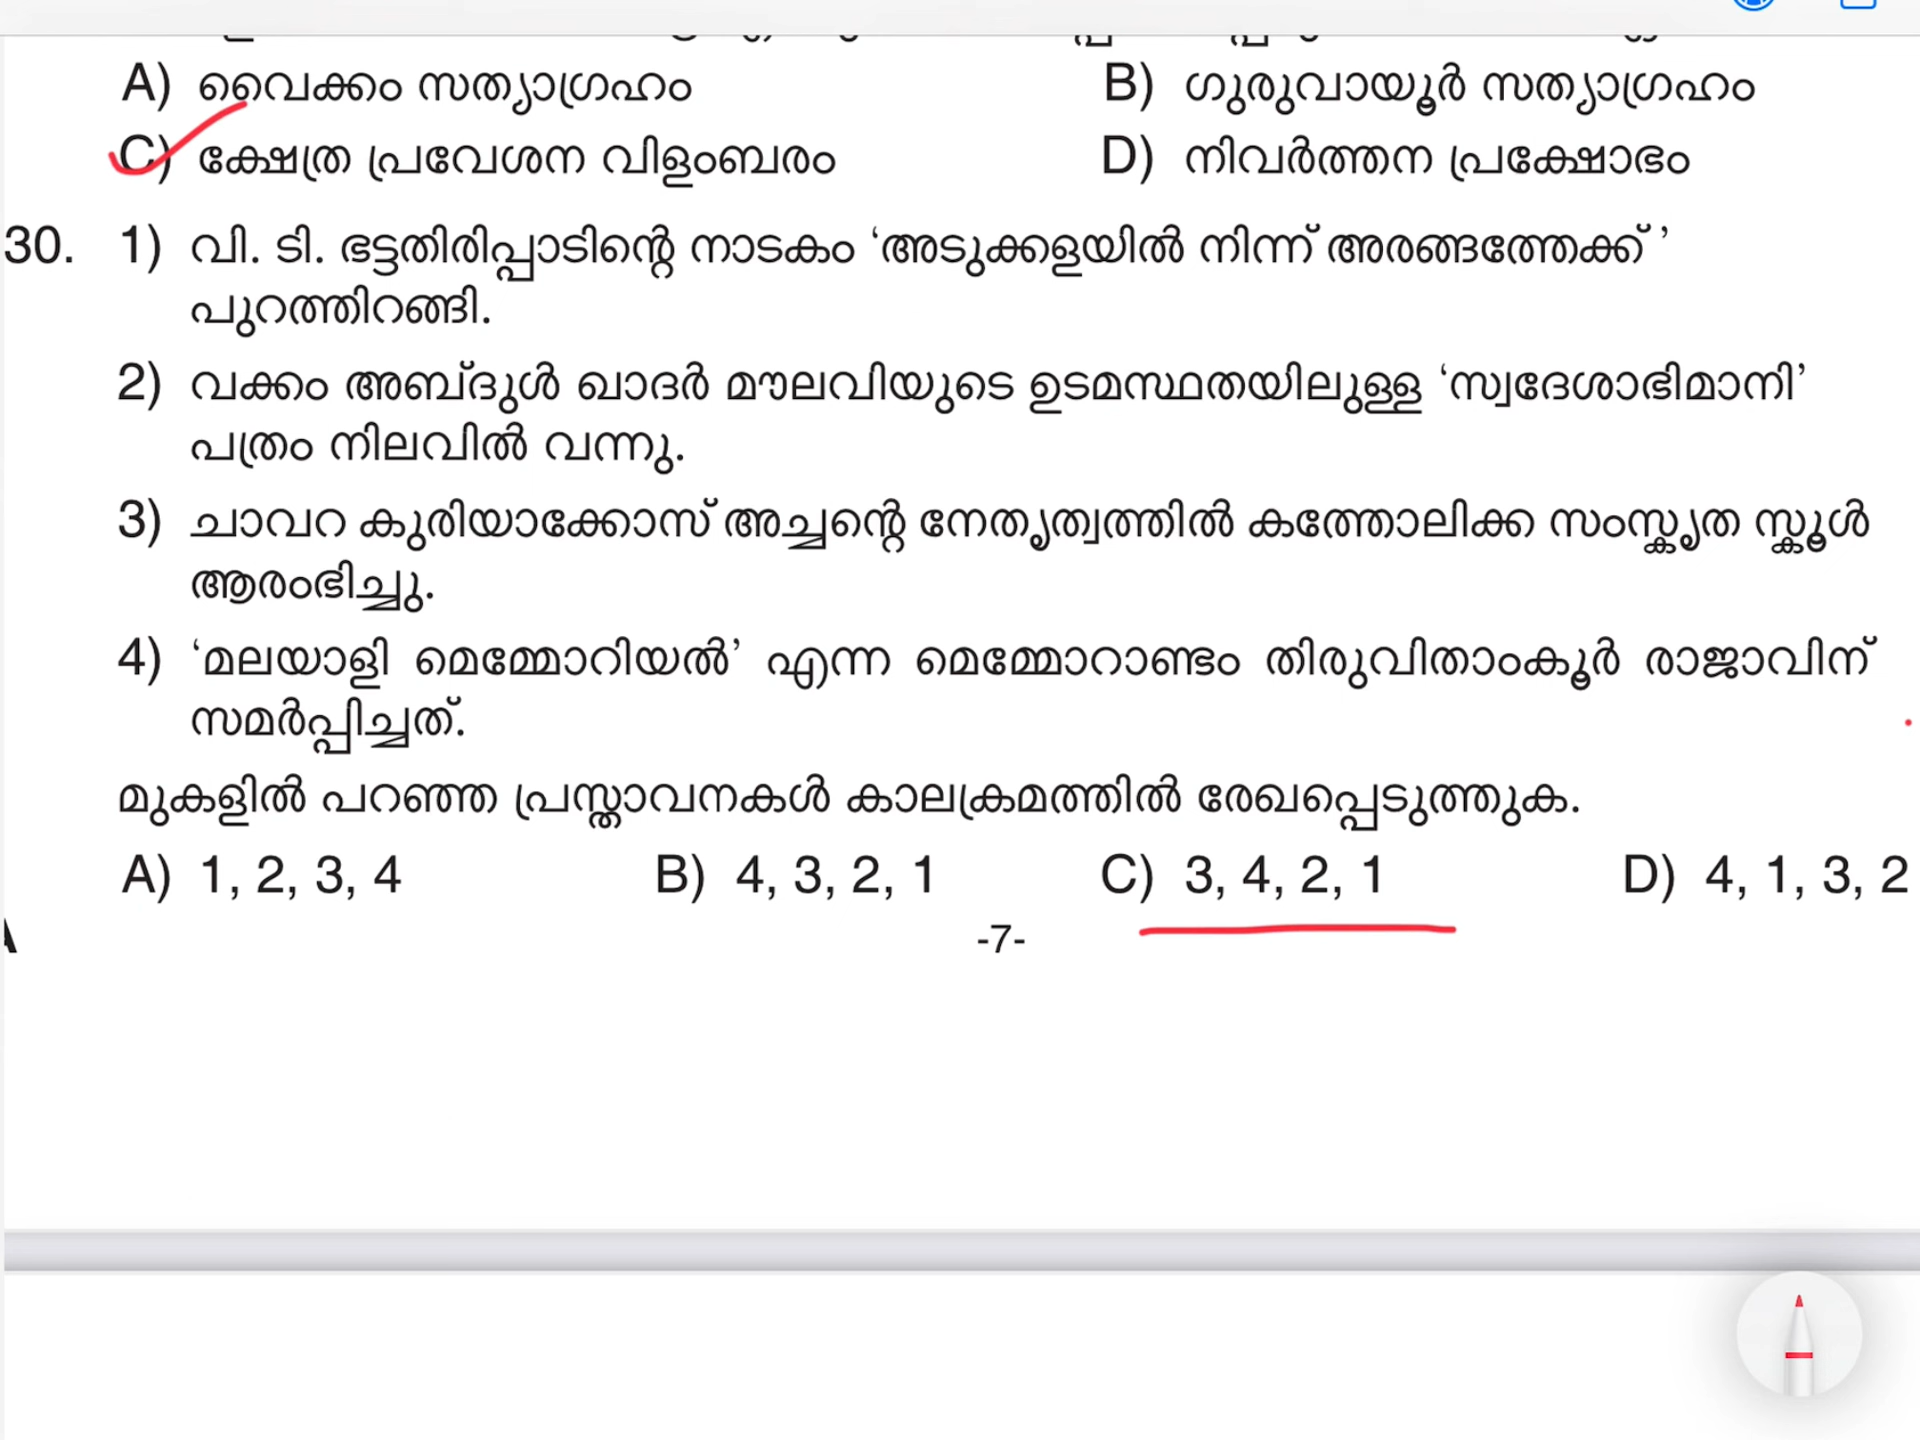 A) വൈക്കം സത്യാഗ്രഹം B) ഗുരുവായൂർ സത്യാഗ്രഹം
C) ക്ഷേത്ര പ്രവേശന വിളംബരം D) നിവർത്തന പ്രക്ഷോഭം
30. 1) വി. ടി. ഭട്ടതിരിപ്പാടിന്റെ നാടകം ‘അടുക്കളയിൽ നിന്ന് അരങ്ങത്തേക്ക് ’
പുറത്തിറങ്ങി.
2) വക്കം അബ്ദുൾ ഖാദർ മൗലവിയുടെ ഉടമസ്ഥതയിലുള്ള ‘സ്വദേശാഭിമാനി’
പത്രം നിലവിൽ വന്നു.
3) ചാവറ കുരിയാക്കോസ് അച്ചന്റെ നേതൃത്വത്തിൽ കത്തോലിക്ക സംസ്കൃത സ്കൂൾ
ആരംഭിച്ചു.
4) ‘മലയാളി മെമ്മോറിയൽ’ എന്ന മെമ്മോറാണ്ടം തിരുവിതാംകൂർ രാജാവിന്
സമർപ്പിച്ചത്.
മുകളിൽ പറഞ്ഞ പ്രസ്താവനകൾ കാലക്രമത്തിൽ രേഖപ്പെടുത്തുക.
A) 1, 2, 3, 4 B) 4, 3, 2, 1 C) 3, 4, 2, 1 D) 4, 1, 3, 2
-7-